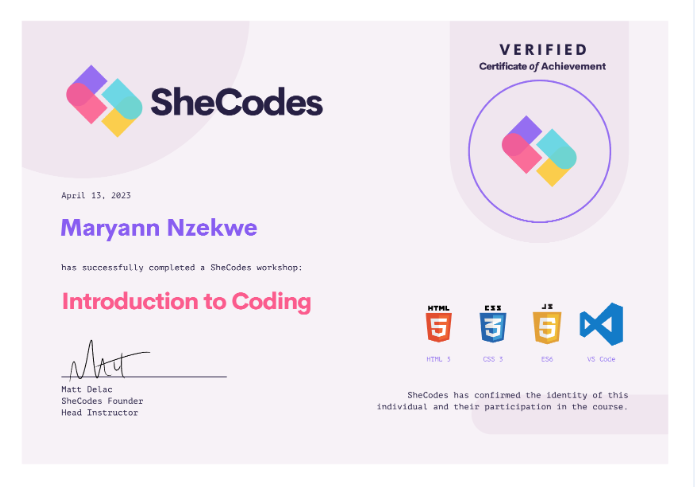 SheCodes
VERIFIED
Certificate of Achievement
April 13, 2023
Maryann Nzekwe
has successfully completed a SheCodes workshop:
Introduction to Coding
HTML
5
CSS
3
JS
5
HTML 5
CSS 3
ES6
VS Code
Matt
Matt Delac
SheCodes Founder
Head Instructor
SheCodes has confirmed the identity of this
individual and their participation in the course.